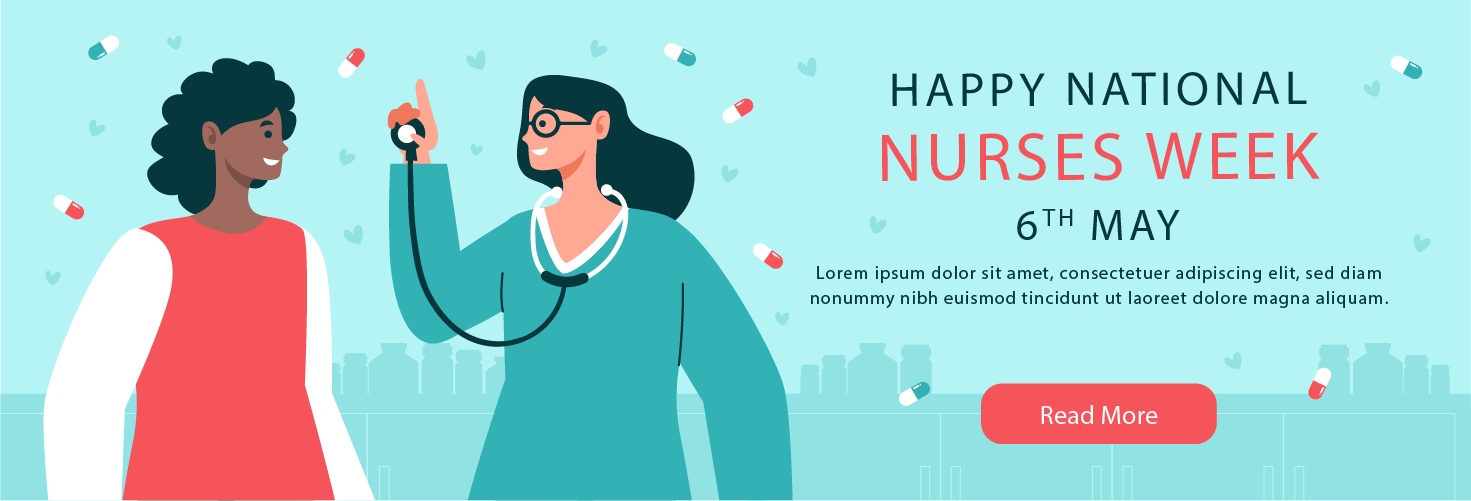 HAPPY NATIONAL
NURSES WEEK
6TH MAY
Lorem ipsum dolor sit amet, consectetuer adipiscing elit, sed diam
nonummy nibh euismod tincidunt ut laoreet dolore magna aliquam.
Read More